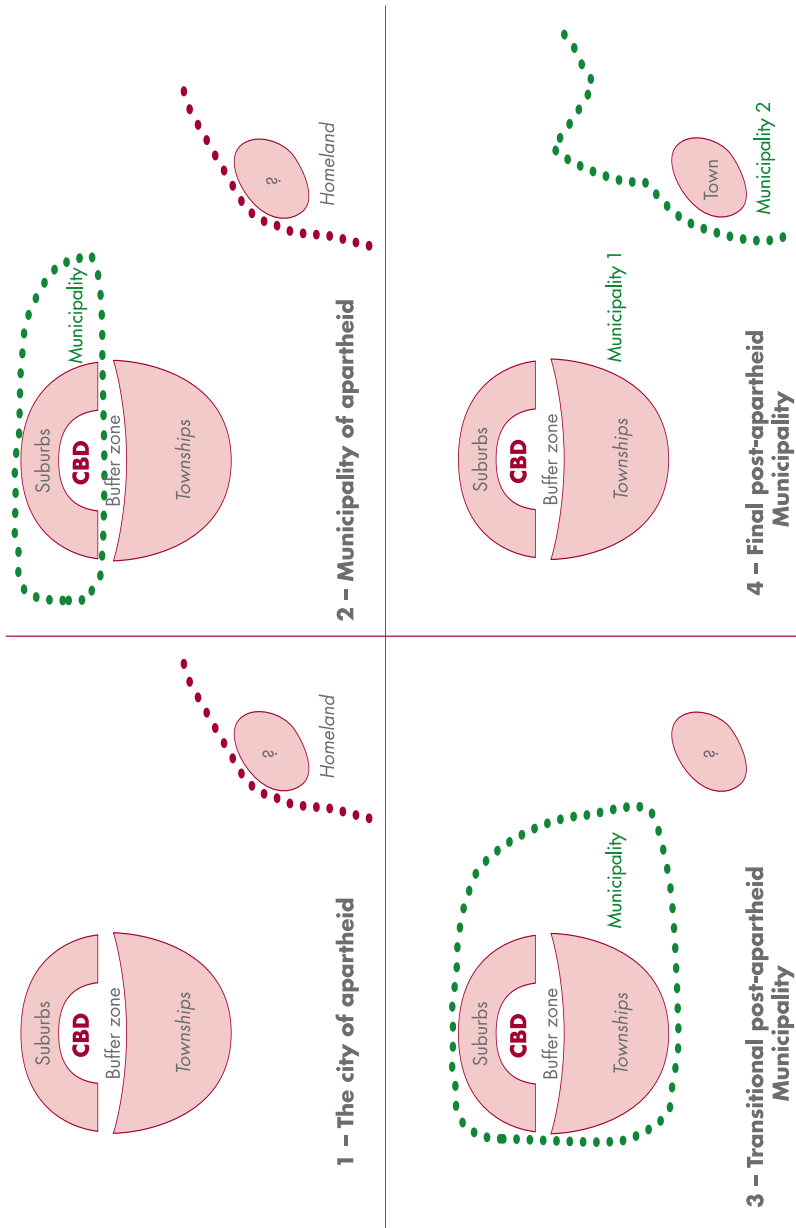 Suburbs
CBD
Buffer zone
Townships
?
Homeland
1 – The city of apartheid
Suburbs
CBD
Buffer zone
Townships
Municipality
?
Homeland
2 – Municipality of apartheid
Suburbs
CBD
Buffer zone
Townships
Municipality
?
3 – Transitional post-apartheid
Municipality
Suburbs
CBD
Buffer zone
Townships
Municipality 1
Town
Municipality 2
4 – Final post-apartheid
Municipality